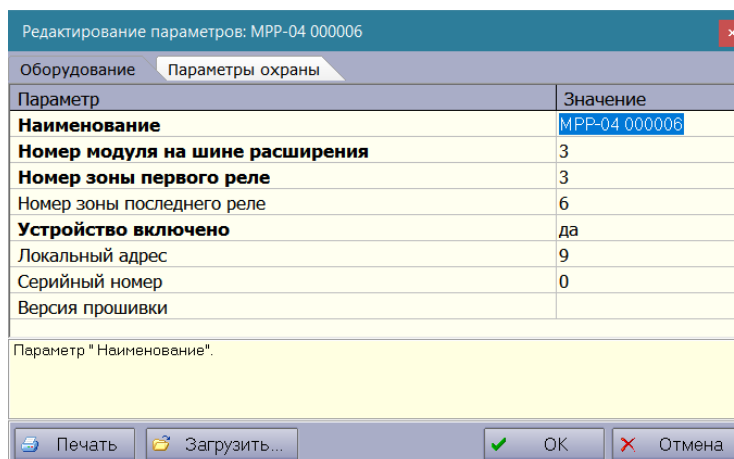 Редактирование параметров: МРР-04 000006
Оборудование Параметры охраны
Параметр Значение
Наименование МРР-04 000006
Номер модуля на шине расширения 3
Номер зоны первого реле 3
Номер зоны последнего реле 6
Устройство включено да
Локальный адрес 9
Серийный номер 0
Версия прошивки
Параметр " Наименование".
Печать Загрузить... ОК Отмена